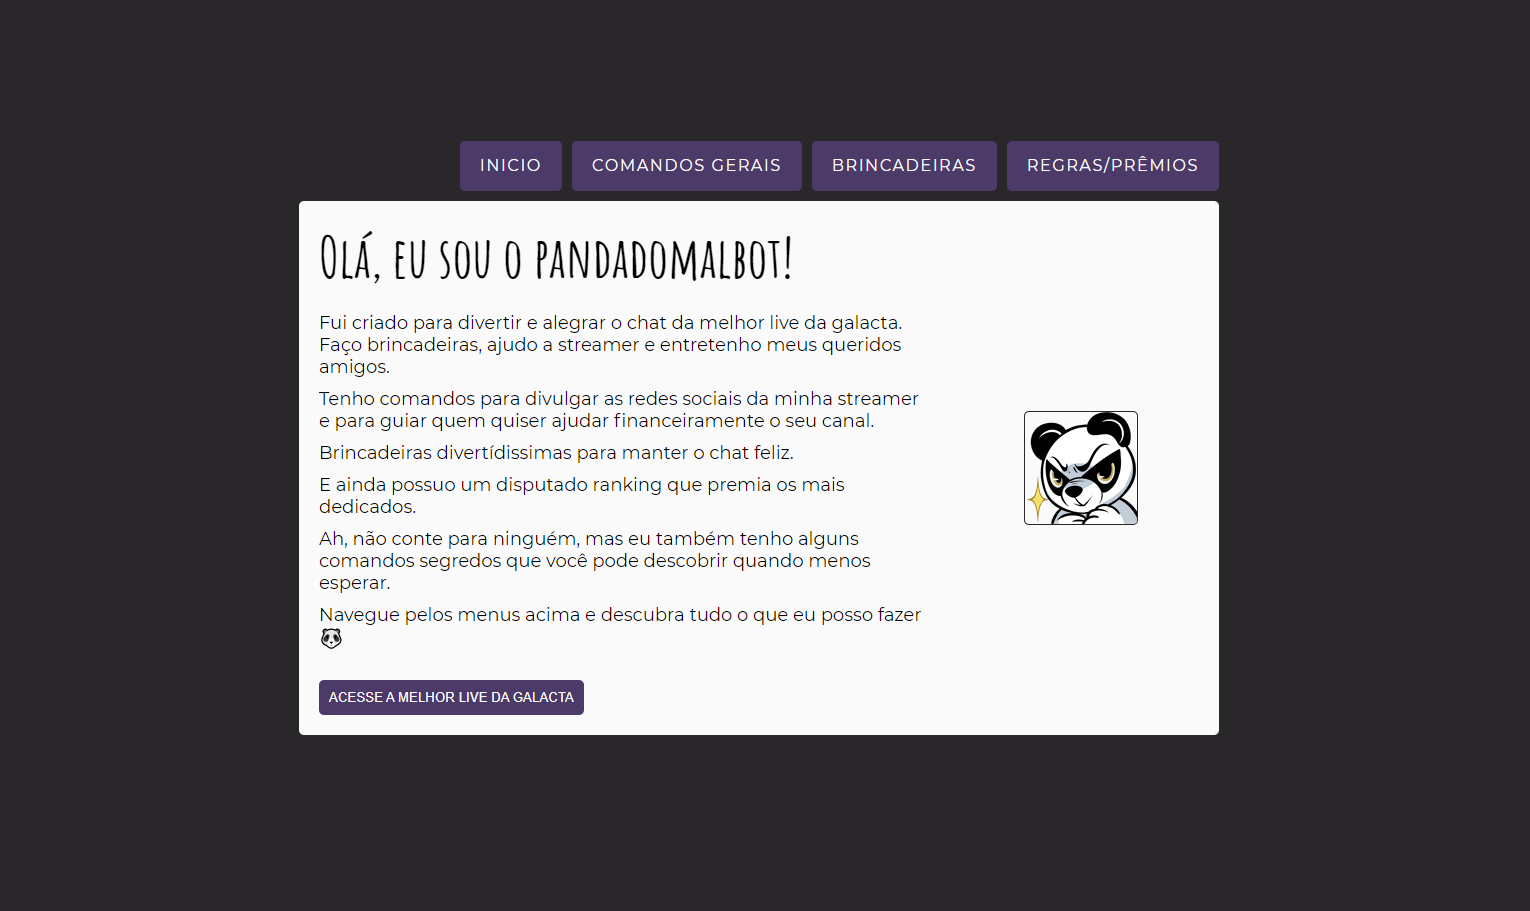 INICIO
COMANDOS GERAIS
BRINCADEIRAS
REGRAS/PRÊMIOS
Olá, eu sou o pandadomalbot!
Fui criado para divertir e alegrar o chat da melhor live da galacta.
Faço brincadeiras, ajudo a streamer e entretenho meus queridos
amigos.
Tenho comandos para divulgar as redes sociais da minha streamer
e para guiar quem quiser ajudar financeiramente o seu canal.
Brincadeiras divertídissimas para manter o chat feliz.
E ainda possuo um disputado ranking que premia os mais
dedicados.
Ah, não conte para ninguém, mas eu também tenho alguns
comandos segredos que você pode descobrir quando menos
esperar.
Navegue pelos menus acima e descubra tudo o que eu posso fazer
🐼
ACESSE A MELHOR LIVE DA GALACTA